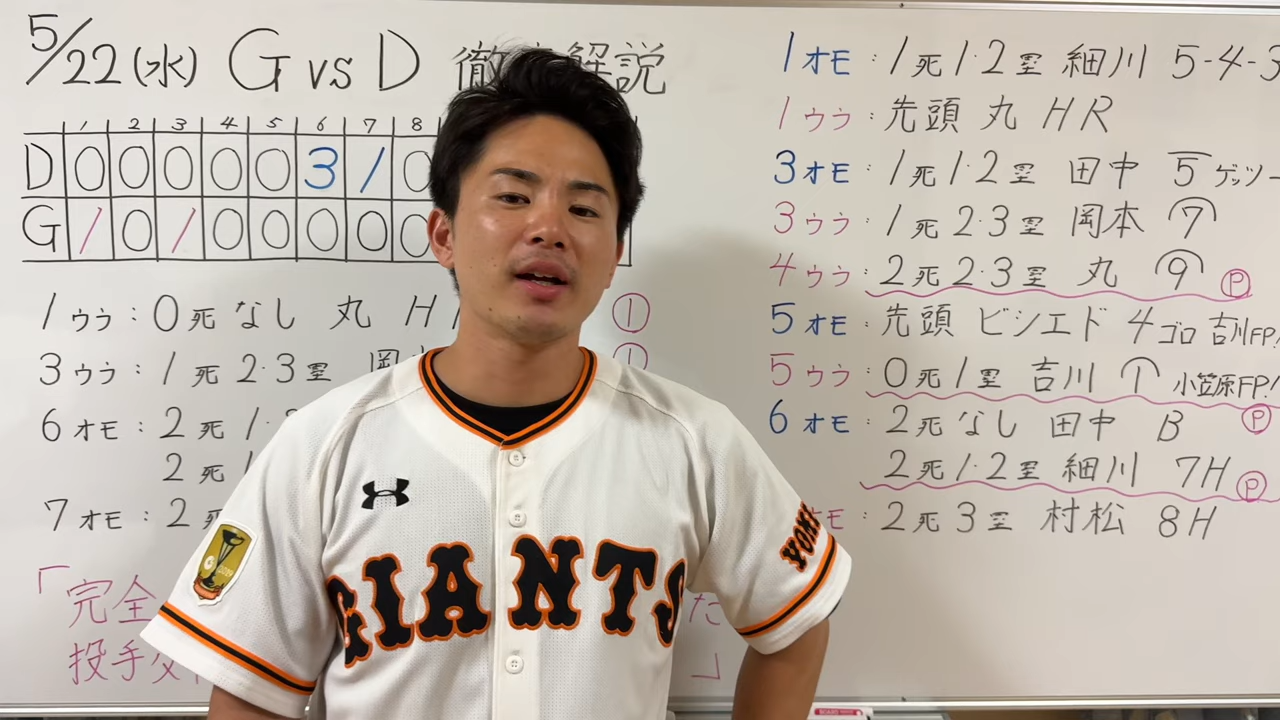 5/22(水) G vs D 徹 解説
1 2 3 4 5 6 7 8
D 0 0 0 0 0 3 1 0
G 1 0 1 0 0 0 0 0
1ウラ:0死 なし 丸 H ①
3ウラ:1死 2・3塁 ①
6オモ:2死
2死
7オモ:2
「完全 た
投手 」
1オモ:1死1・2塁 細川 5-4-3
1ウラ:先頭 丸 HR
3オモ:1死1・2塁 田中 5 ゲッツー
3ウラ:1死2・3塁 岡本 7
4ウラ:2死2・3塁 丸 9 Ⓟ
5オモ:先頭 ビシエド 4ゴロ 吉川FP!
5ウラ:0死1塁 吉川 1 小笠原FP! Ⓟ
6オモ:2死なし 田中 B
2死1・2塁 細川 7H Ⓟ
オモ:2死3塁 村松 8H
GIANTS
YOMI